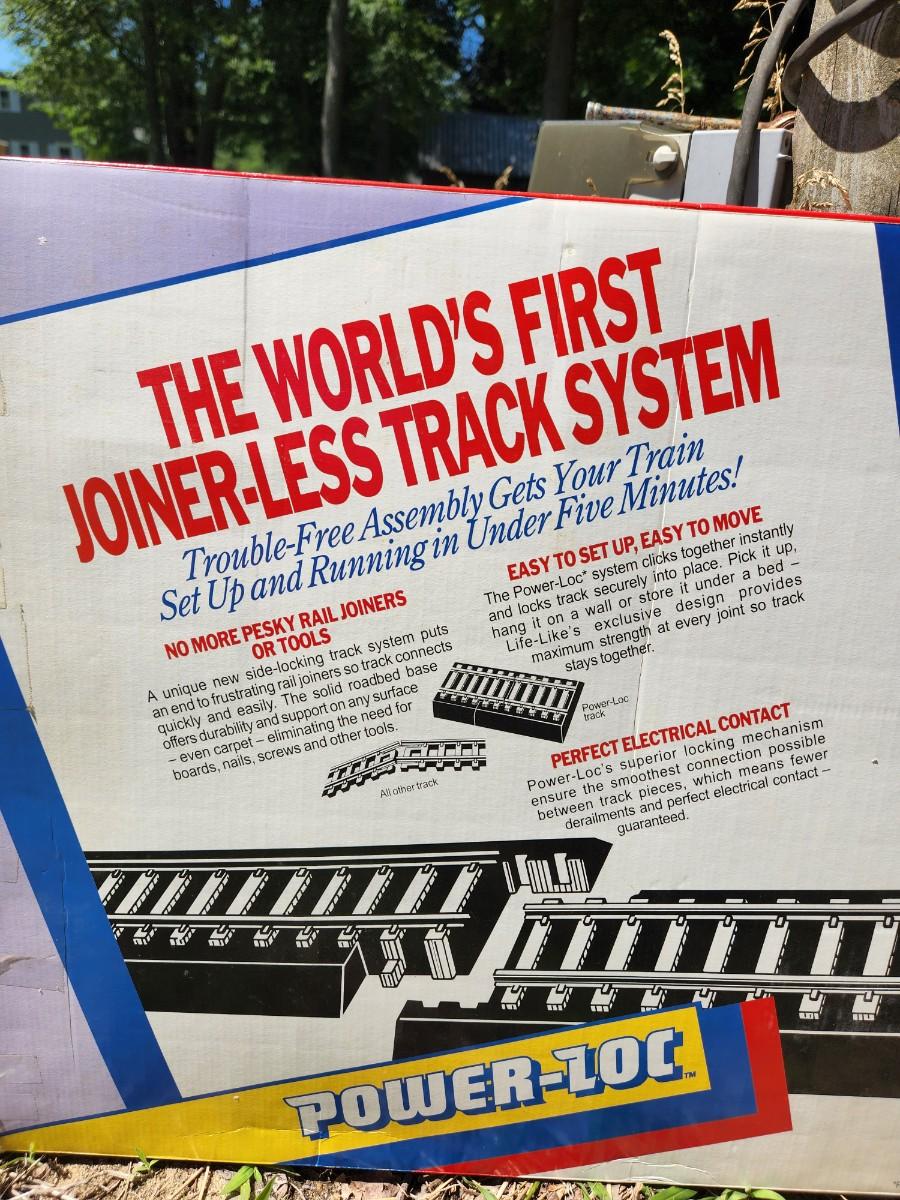 THE WORLD'S FIRST
JOINER-LESS TRACK SYSTEM
Trouble-Free Assembly Gets Your Train
Set Up and Running in Under Five Minutes!
NO MORE PESKY RAIL JOINERS
OR TOOLS
A unique new side-locking track system puts
an end to frustrating rail joiners so track connects
quickly and easily. The solid roadbed base
offers durability and support on any surface
– even carpet – eliminating the need for
boards, nails, screws and other tools.
All other track
EASY TO SET UP, EASY TO MOVE
The Power-Loc* system clicks together instantly
and locks track securely into place. Pick it up,
hang it on a wall or store it under a bed –
Life-Like's exclusive design provides
maximum strength at every joint so track
stays together.
Power-Loc
track
PERFECT ELECTRICAL CONTACT
Power-Loc's superior locking mechanism
ensure the smoothest connection possible
between track pieces, which means fewer
derailments and perfect electrical contact –
guaranteed.
POWER-LOC™